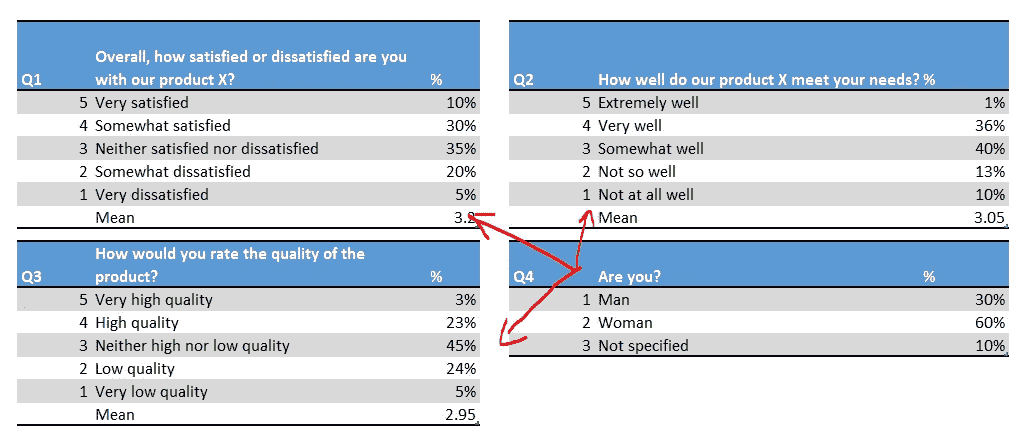 Overall, how satisfied or dissatisfied are you
Q1 with our product X? %
5 Very satisfied 10%
4 Somewhat satisfied 30%
3 Neither satisfied nor dissatisfied 35%
2 Somewhat dissatisfied 20%
1 Very dissatisfied 5%
Mean 3.2
Q2 How well do our product X meet your needs? %
5 Extremely well 1%
4 Very well 36%
3 Somewhat well 40%
2 Not so well 13%
1 Not at all well 10%
Mean 3.05
How would you rate the quality of the
Q3 product? %
5 Very high quality 3%
4 High quality 23%
3 Neither high nor low quality 45%
2 Low quality 24%
1 Very low quality 5%
Mean 2.95
Q4 Are you? %
1 Man 30%
2 Woman 60%
3 Not specified 10%